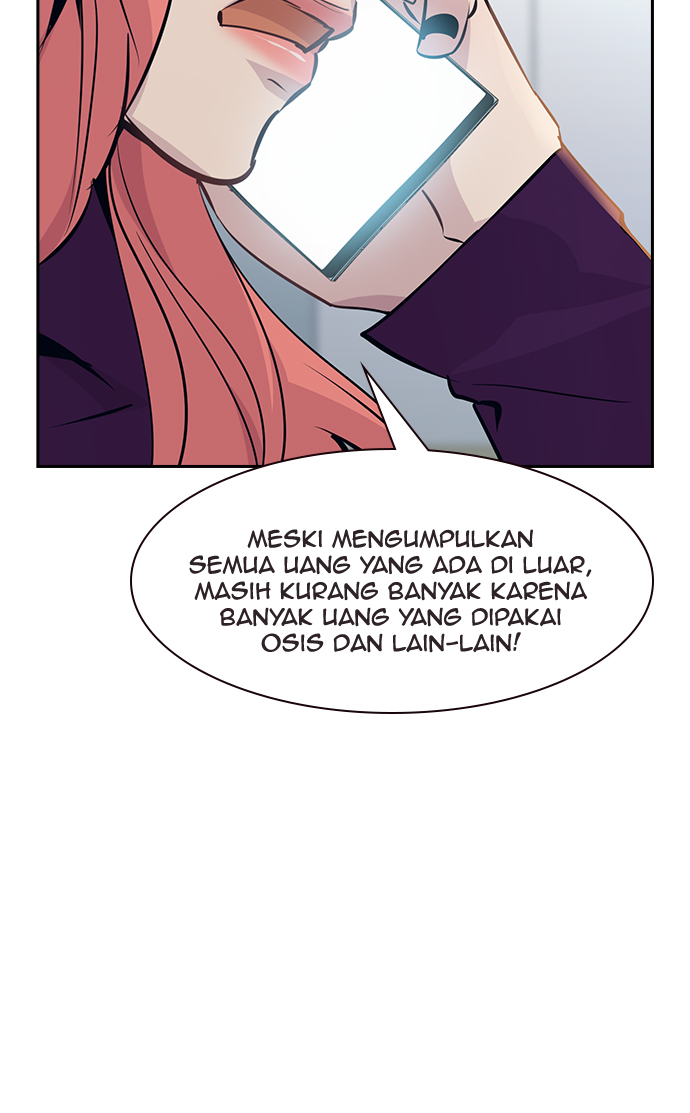 MESKI MENGUMPULKAN
SEMUA UANG YANG ADA DI LUAR,
MASIH KURANG BANYAK KARENA
BANYAK UANG YANG DIPAKAI
OSIS DAN LAIN-LAIN!